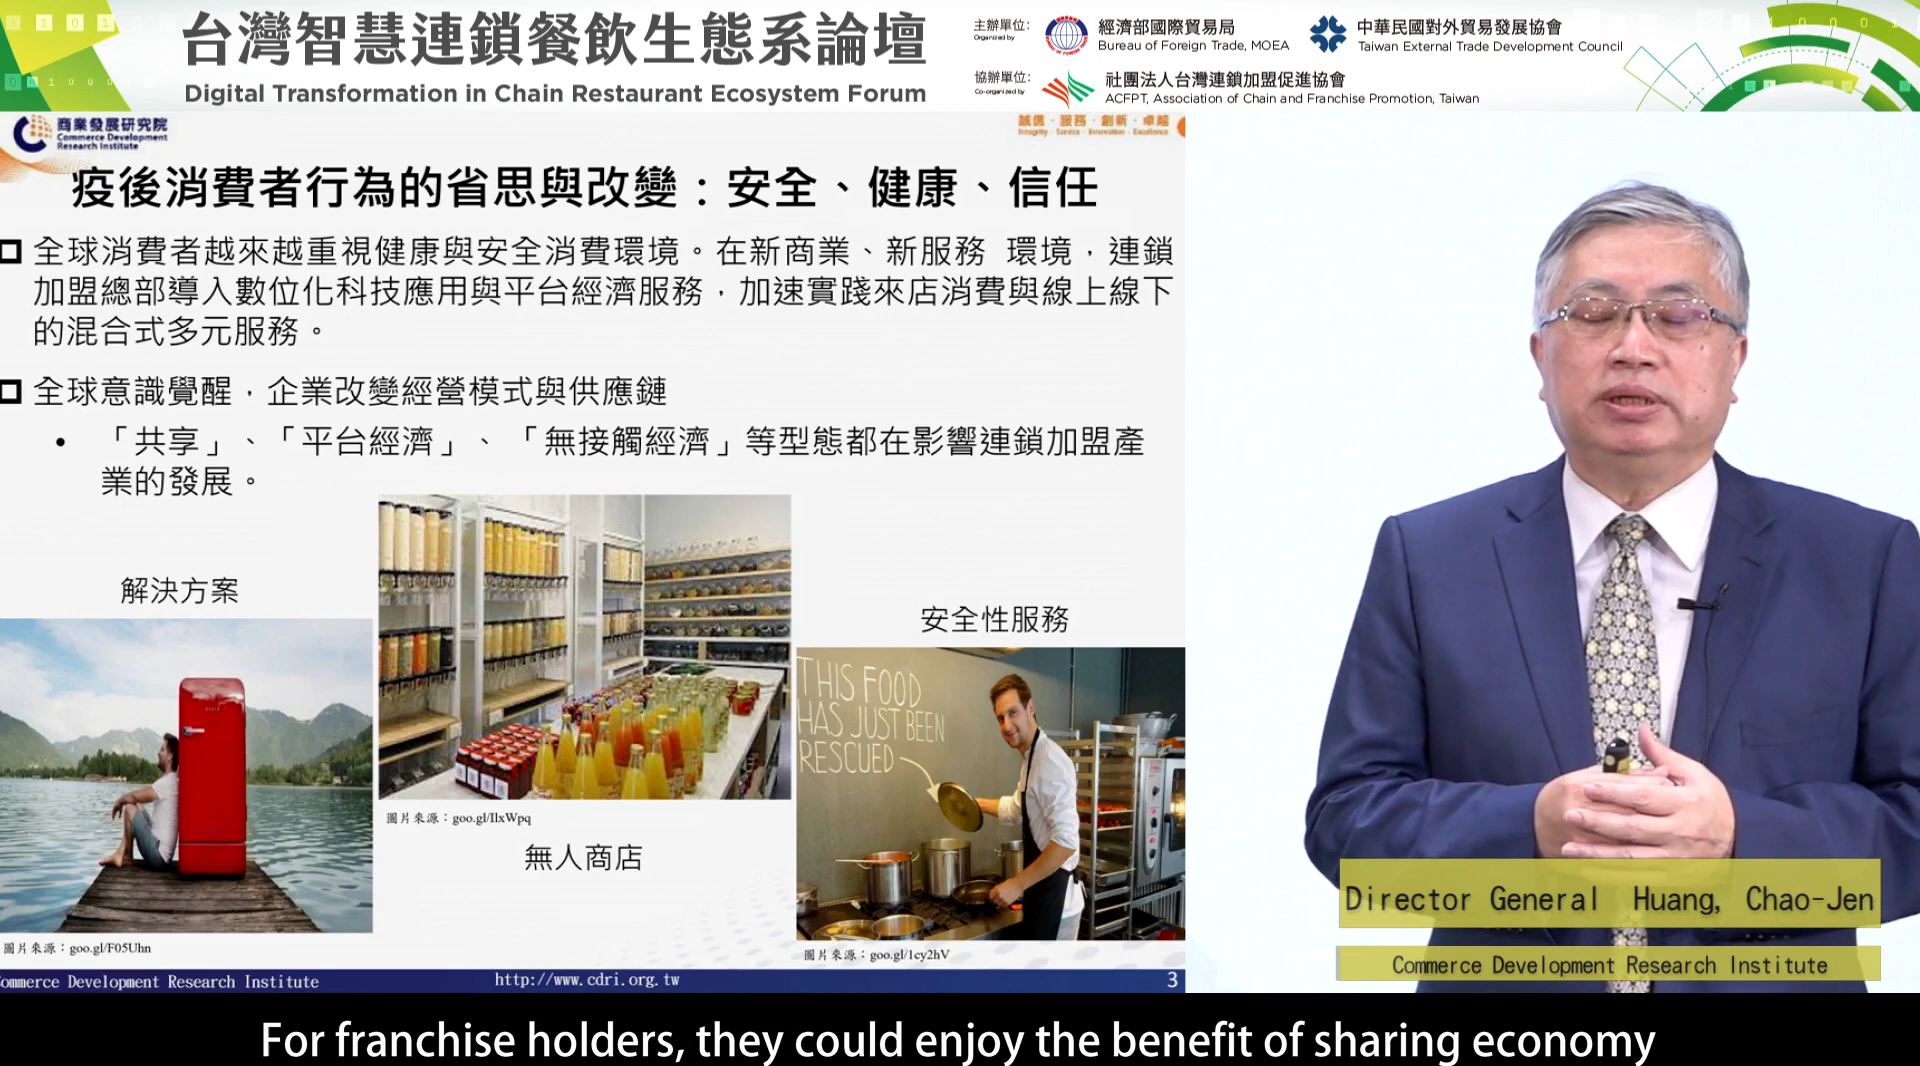 台灣智慧連鎖餐飲生態系論壇
Digital Transformation in Chain Restaurant Ecosystem Forum
主辦單位：
Organized by
經濟部國際貿易局
Bureau of Foreign Trade, MOEA
中華民國對外貿易發展協會
Taiwan External Trade Development Council
協辦單位：
Co-organized by
社團法人台灣連鎖加盟促進協會
ACFPT, Association of Chain and Franchise Promotion, Taiwan
商業發展研究院
Commerce Development
Research Institute
誠信・服務・創新・卓越
Integrity · Service · Innovation · Excellence
疫後消費者行為的省思與改變：安全、健康、信任
全球消費者越來越重視健康與安全消費環境。在新商業、新服務 環境，連鎖
加盟總部導入數位化科技應用與平台經濟服務，加速實踐來店消費與線上線下
的混合式多元服務。
全球意識覺醒，企業改變經營模式與供應鏈
• 「共享」、「平台經濟」、「無接觸經濟」等型態都在影響連鎖加盟產
業的發展。
解決方案
圖片來源：goo.gl/F05Uhn
圖片來源：goo.gl/IlxWpq
無人商店
安全性服務
THIS FOOD
HAS JUST BEEN
RESCUED
圖片來源：goo.gl/1cy2hV
ommerce Development Research Institute
http://www.cdri.org.tw
3
Director General Huang, Chao-Jen
Commerce Development Research Institute
For franchise holders, they could enjoy the benefit of sharing economy